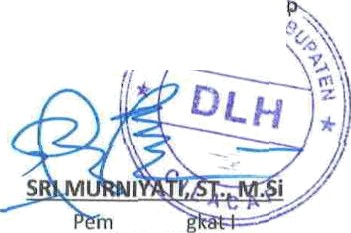 BUPATEN
DLH
SRI MURNIYATI, ST., M.Si
Pem gkat I